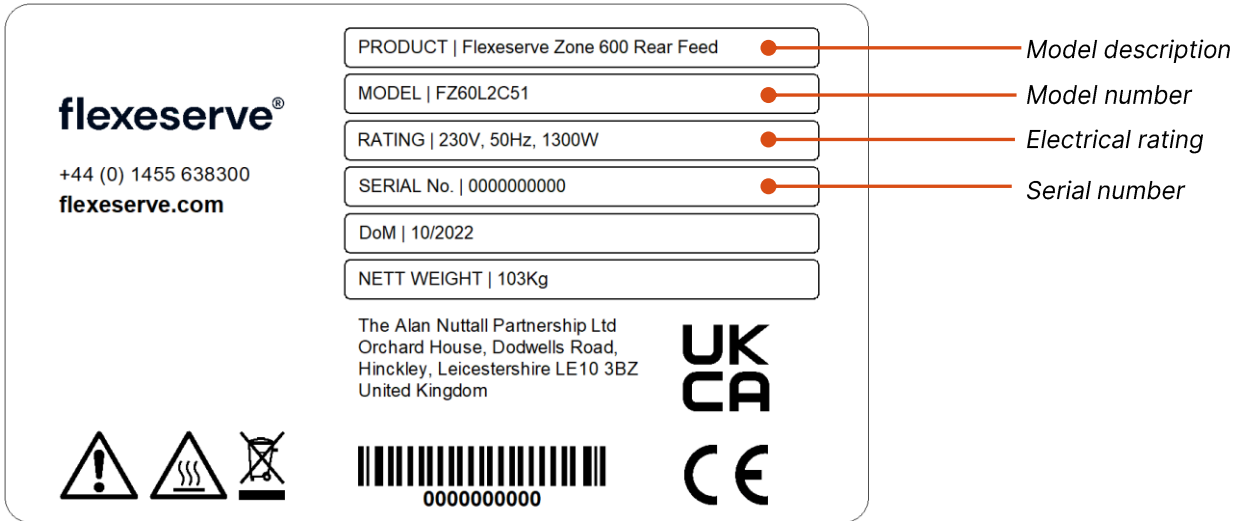 flexeserve®
+44 (0) 1455 638300
flexeserve.com
PRODUCT | Flexeserve Zone 600 Rear Feed
MODEL | FZ60L2C51
RATING | 230V, 50Hz, 1300W
SERIAL No. | 0000000000
DoM | 10/2022
NETT WEIGHT | 103Kg
The Alan Nuttall Partnership Ltd
Orchard House, Dodwells Road,
Hinckley, Leicestershire LE10 3BZ
United Kingdom
UK
CA
0000000000
CE
Model description
Model number
Electrical rating
Serial number